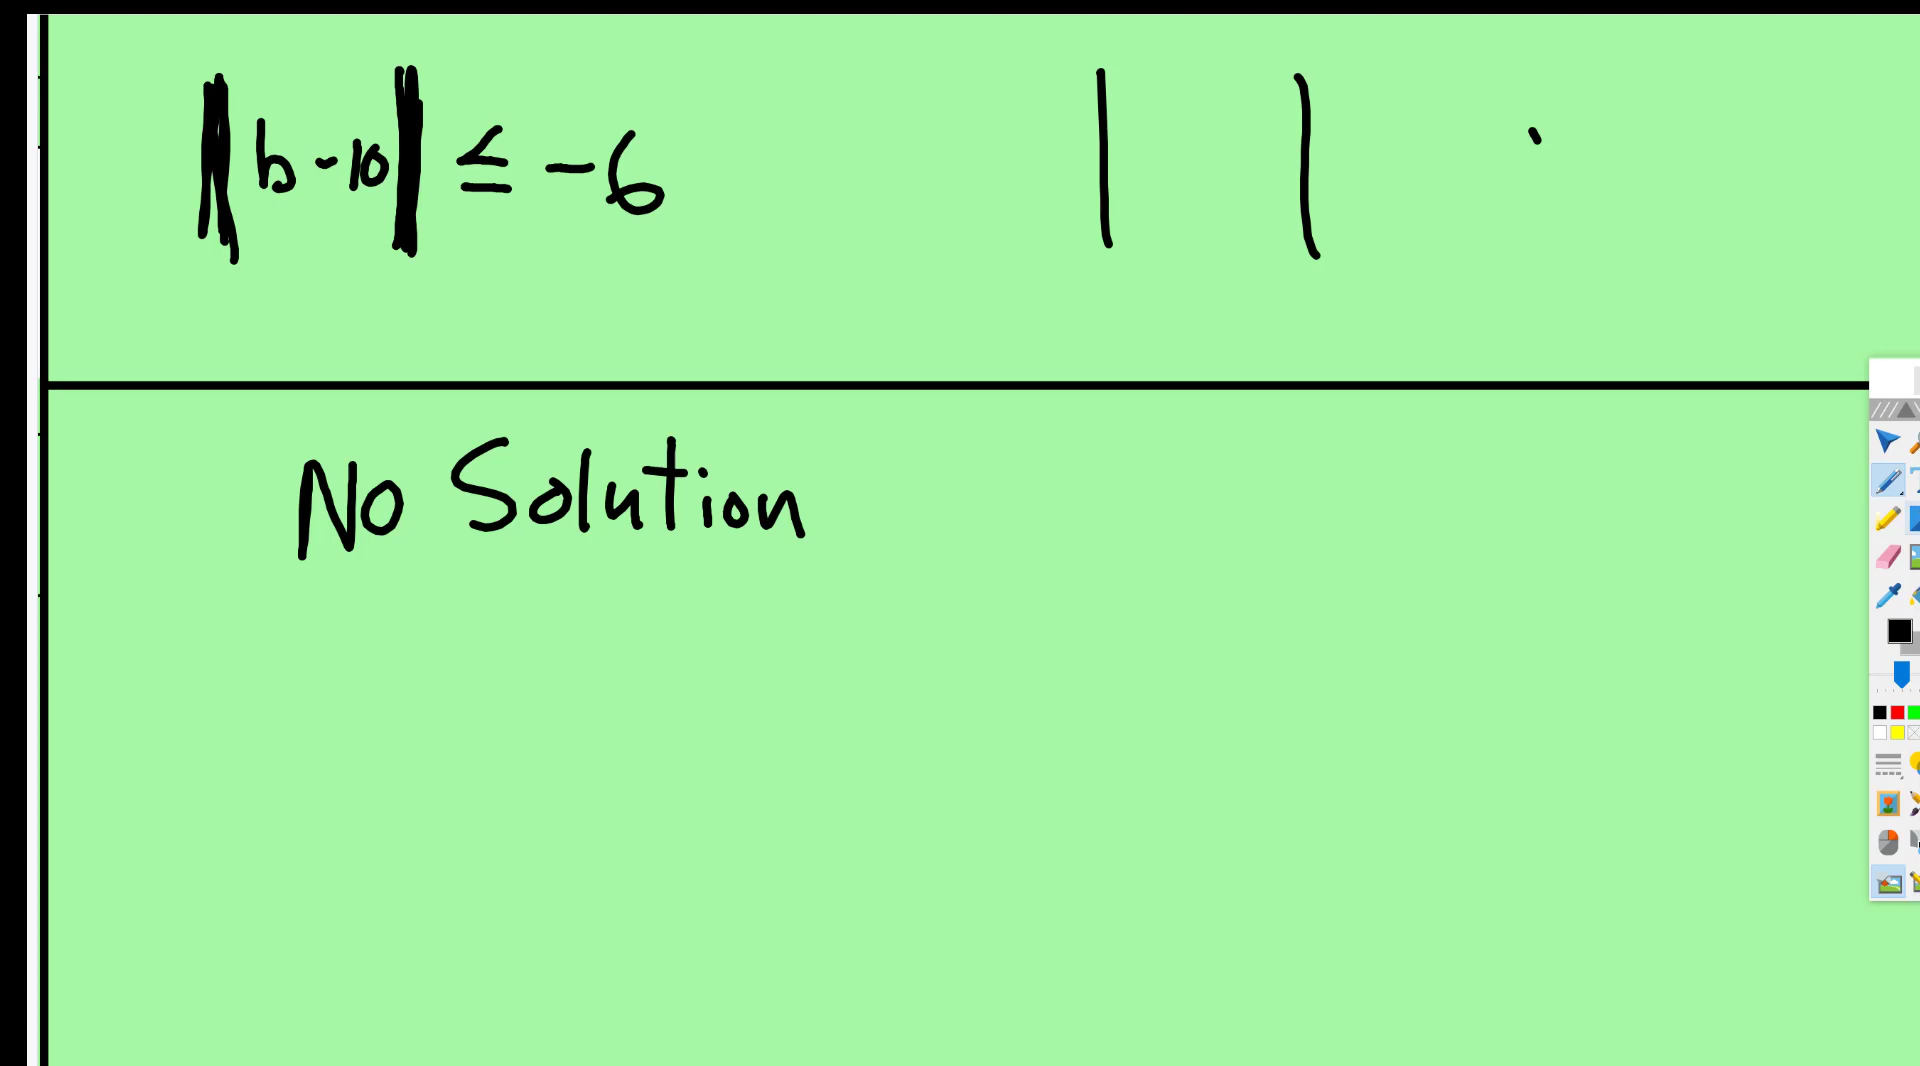 |b-10| ≤ -6 | |
No Solution